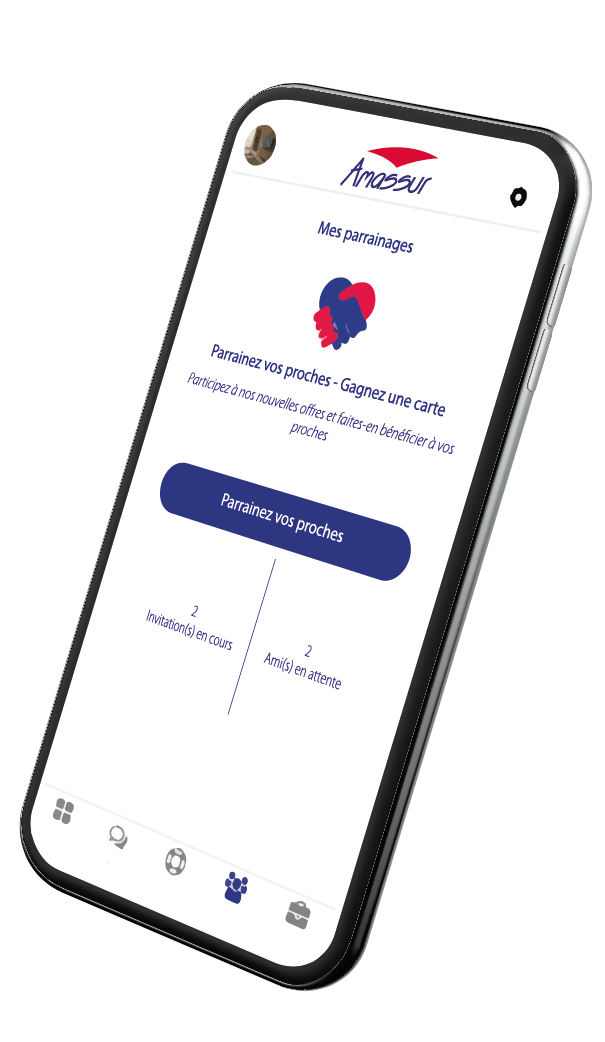 Amassur
Mes parrainages
Parrainez vos proches - Gagnez une carte
Participez à nos nouvelles offres et faites-en bénéficier à vos
proches
Parrainez vos proches
2
Invitation(s) en cours
2
Ami(s) en attente